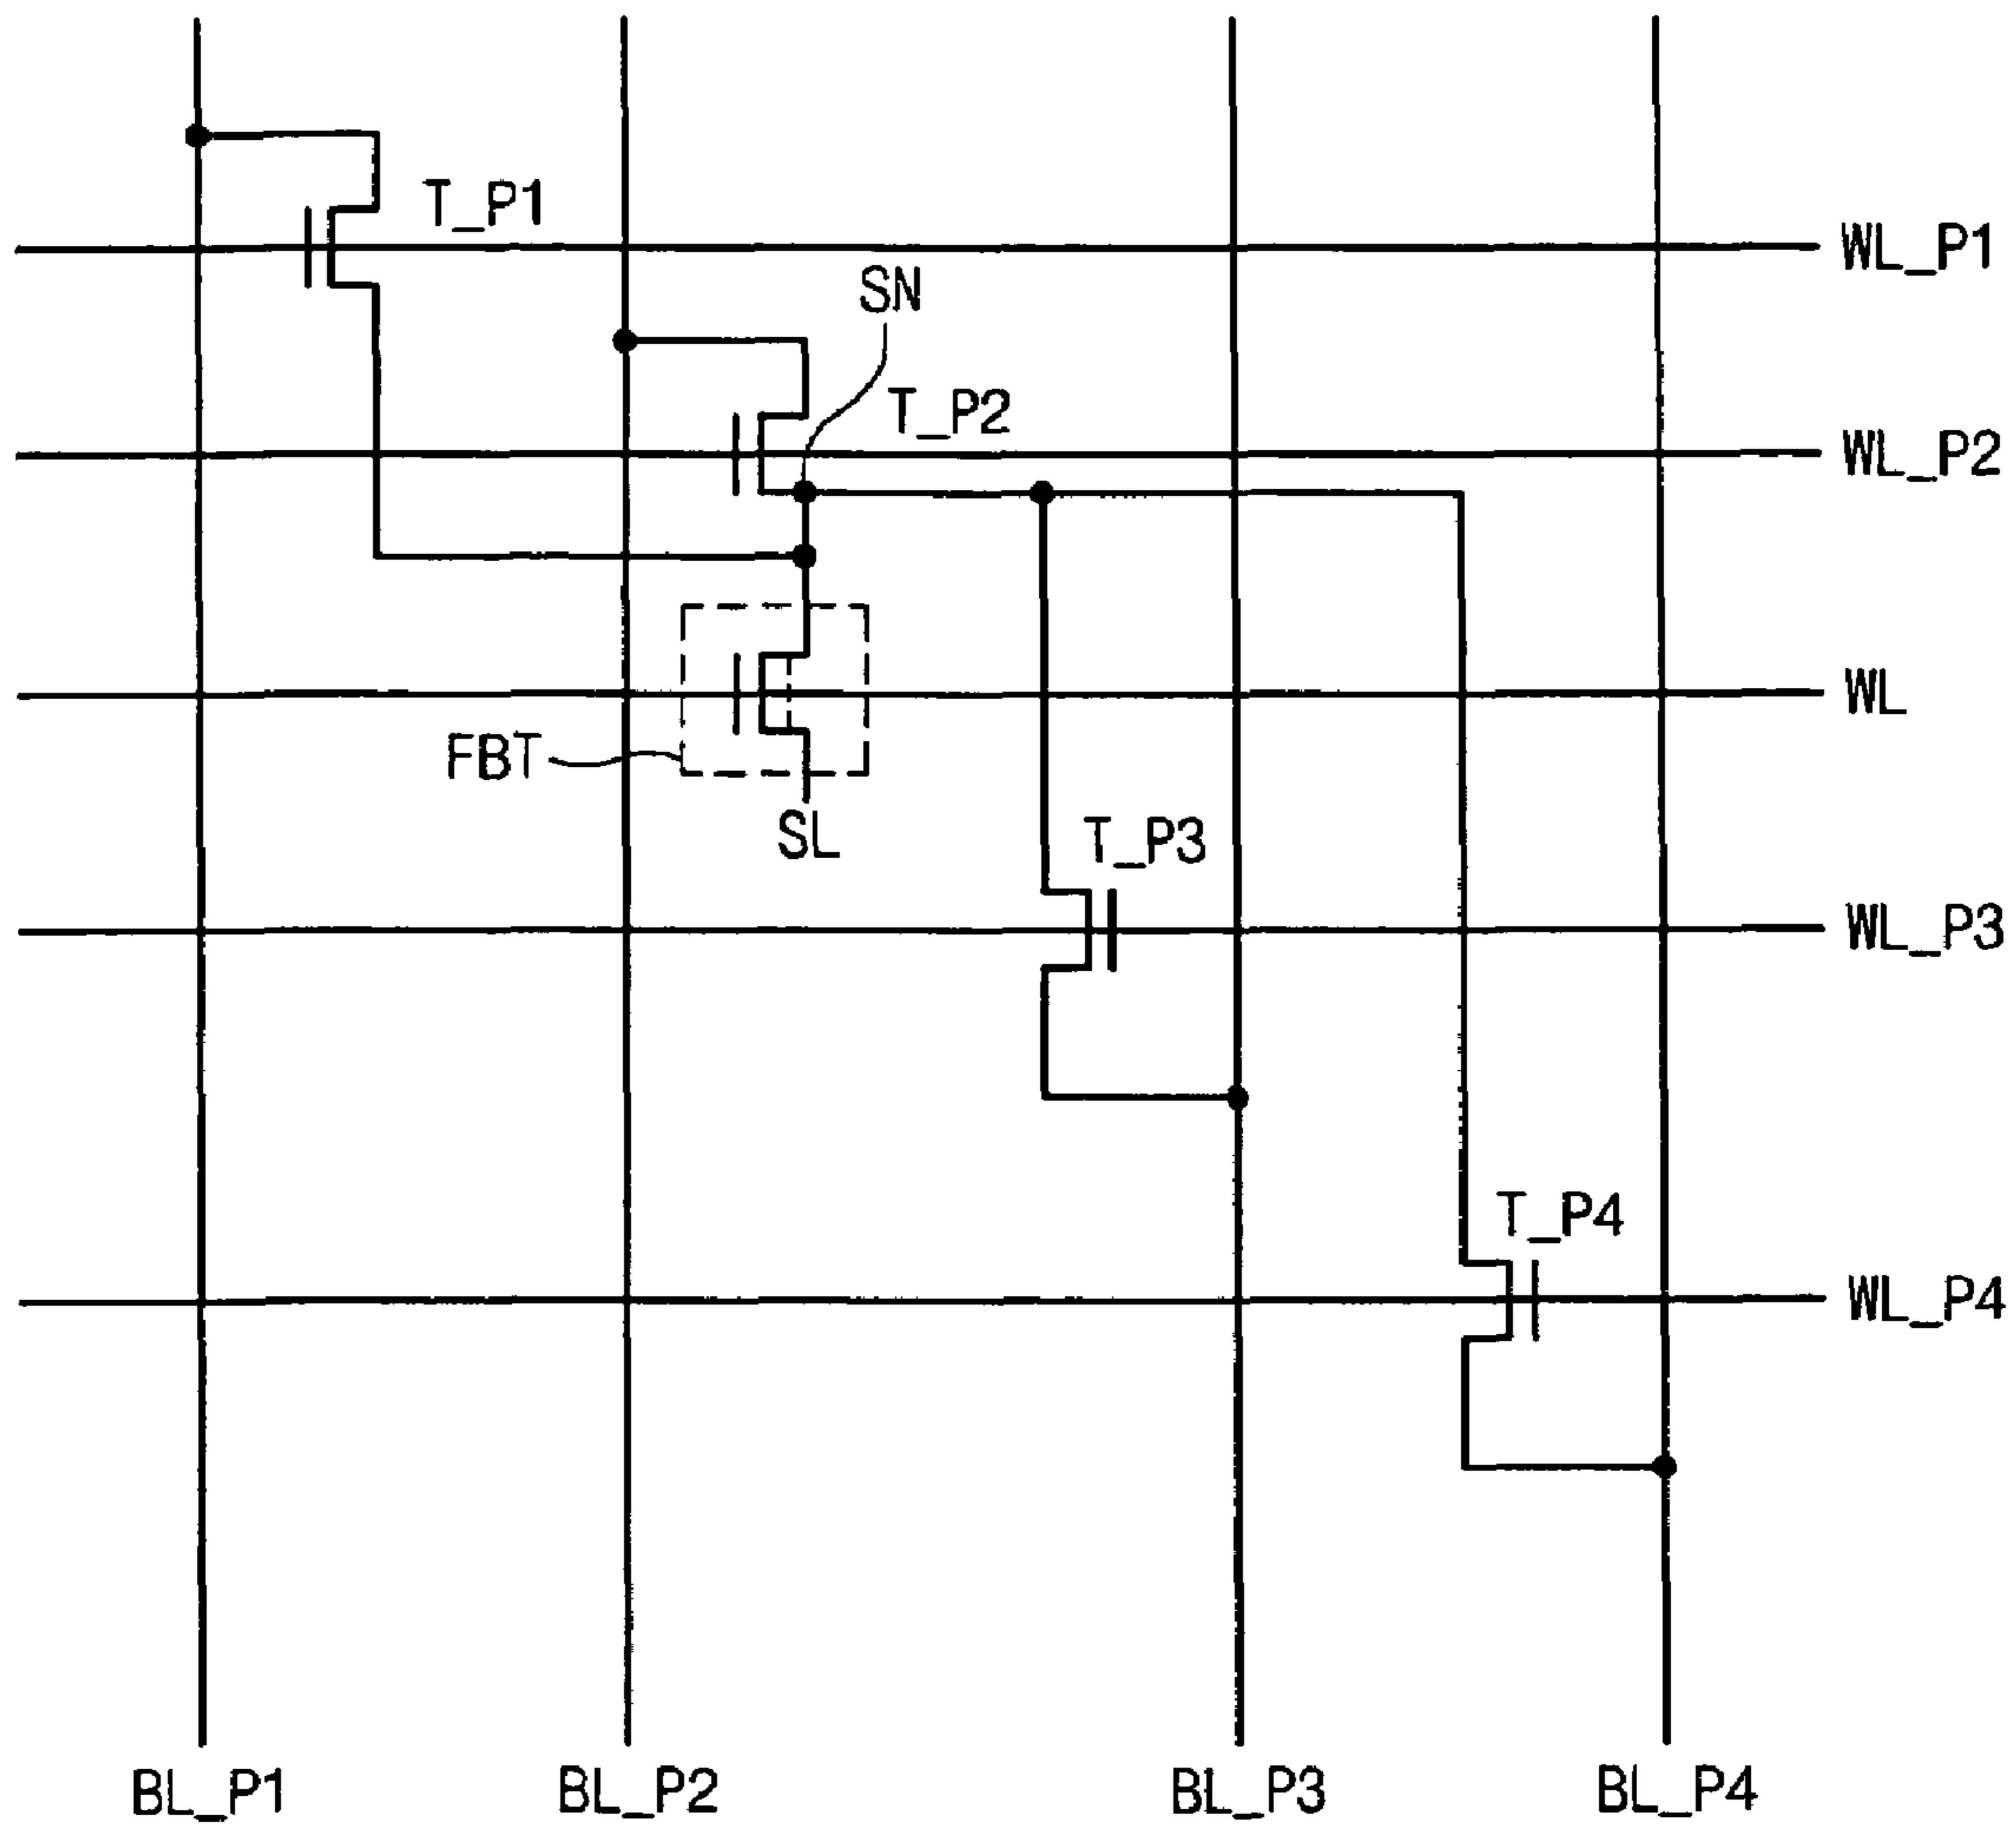 T_P1
WL_P1
SN
T_P2
WL_P2
WL
FBT
SL
T_P3
WL_P3
T_P4
WL_P4
BL_P1
BL_P2
BL_P3
BL_P4